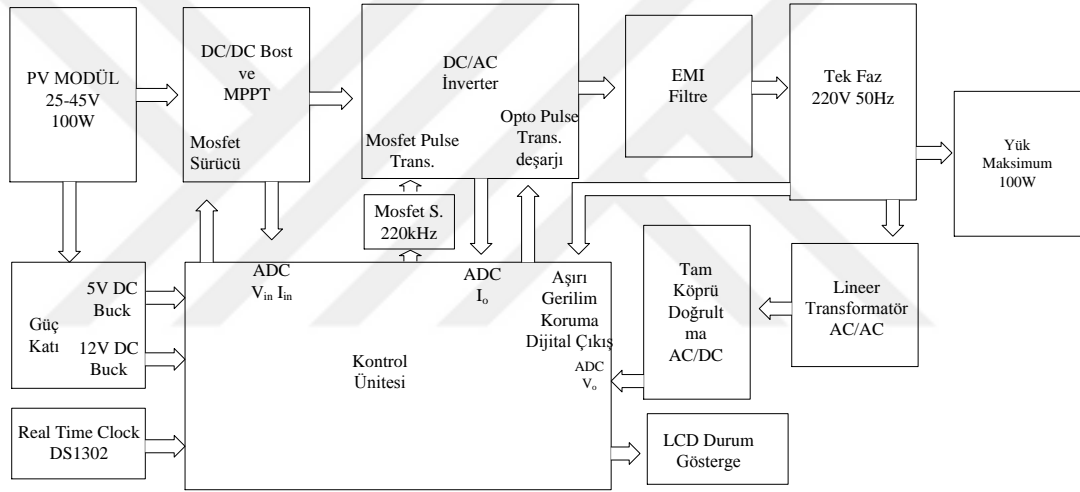 PV MODÜL
25-45V
100W
DC/DC Bost
ve
MPPT
Mosfet
Sürücü
DC/AC
İnverter
Mosfet Pulse
Trans.
Opto Pulse
Trans.
deşarjı
EMI
Filtre
Tek Faz
220V 50Hz
Yük
Maksimum
100W
Mosfet S.
220kHz
Güç
Katı
5V DC
Buck
12V DC
Buck
ADC
Vin Iin
ADC
Io
Aşırı
Gerilim
Koruma
Dijital Çıkış
ADC
Vo
Kontrol
Ünitesi
Tam
Köprü
Doğrult
ma
AC/DC
Lineer
Transformatör
AC/AC
Real Time Clock
DS1302
LCD Durum
Gösterge